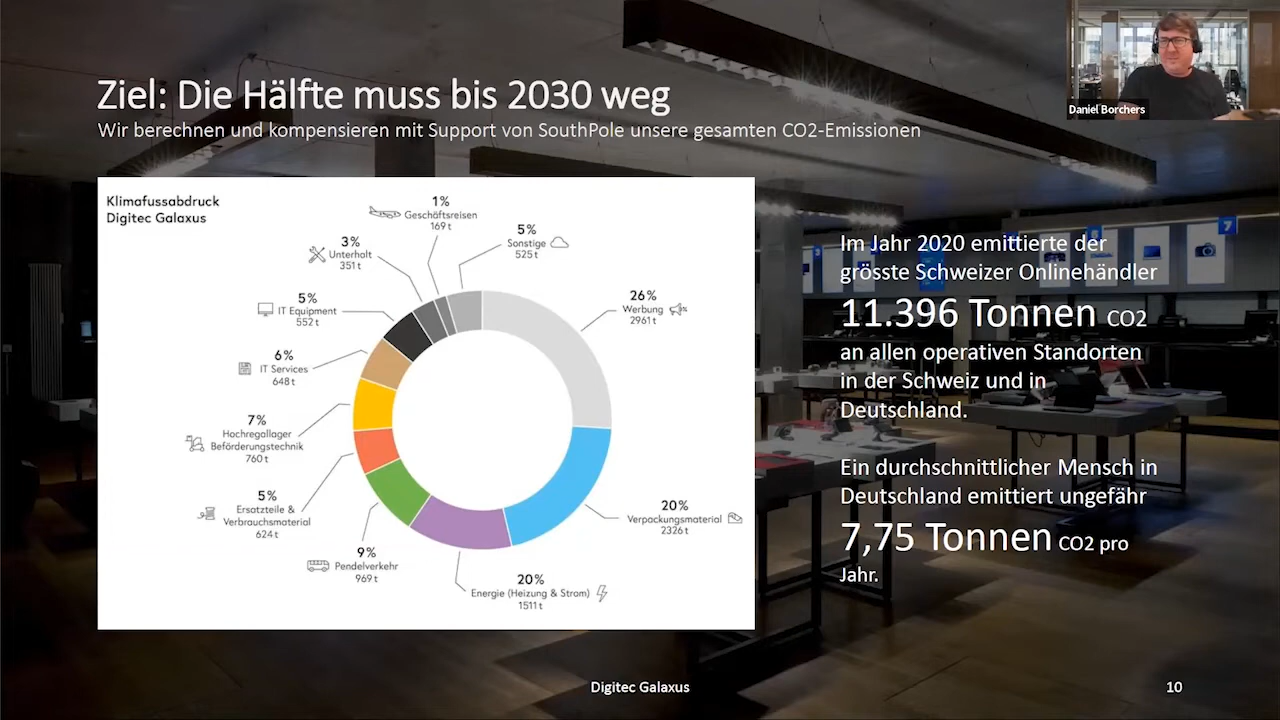 Daniel Borchers
Ziel: Die Hälfte muss bis 2030 weg
Wir berechnen und kompensieren mit Support von SouthPole unsere gesamten CO2-Emissionen
Klimafussabdruck
Digitec Galaxus
1%
Geschäftsreisen
169 t
5%
Sonstige
525 t
3%
Unterhalt
351 t
26%
Werbung
2961 t
5%
IT Equipment
552 t
6%
IT Services
648 t
7%
Hochregallager
Beförderungstechnik
760 t
5%
Ersatzteile &
Verbrauchsmaterial
624 t
20%
Verpackungsmaterial
2326 t
9%
Pendelverkehr
969 t
20%
Energie (Heizung & Strom)
1511 t
Im Jahr 2020 emittierte der
grösste Schweizer Onlinehändler
11.396 Tonnen CO2
an allen operativen Standorten
in der Schweiz und in
Deutschland.
Ein durchschnittlicher Mensch in
Deutschland emittiert ungefähr
7,75 Tonnen CO2 pro
Jahr.
7
Digitec Galaxus
10